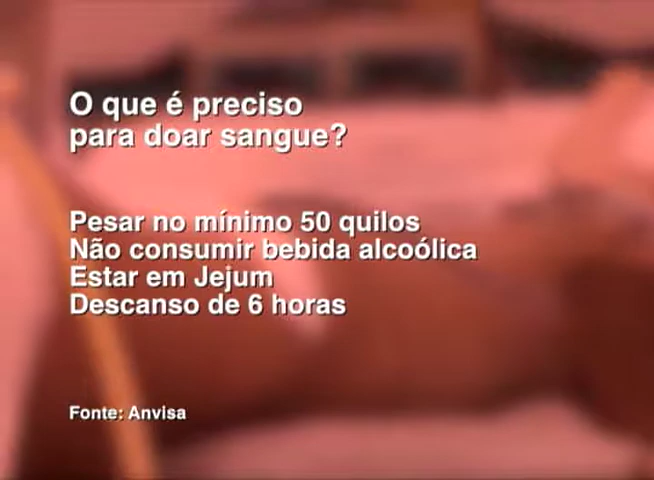 O que é preciso
para doar sangue?
Pesar no mínimo 50 quilos
Não consumir bebida alcoólica
Estar em Jejum
Descanso de 6 horas
Fonte: Anvisa